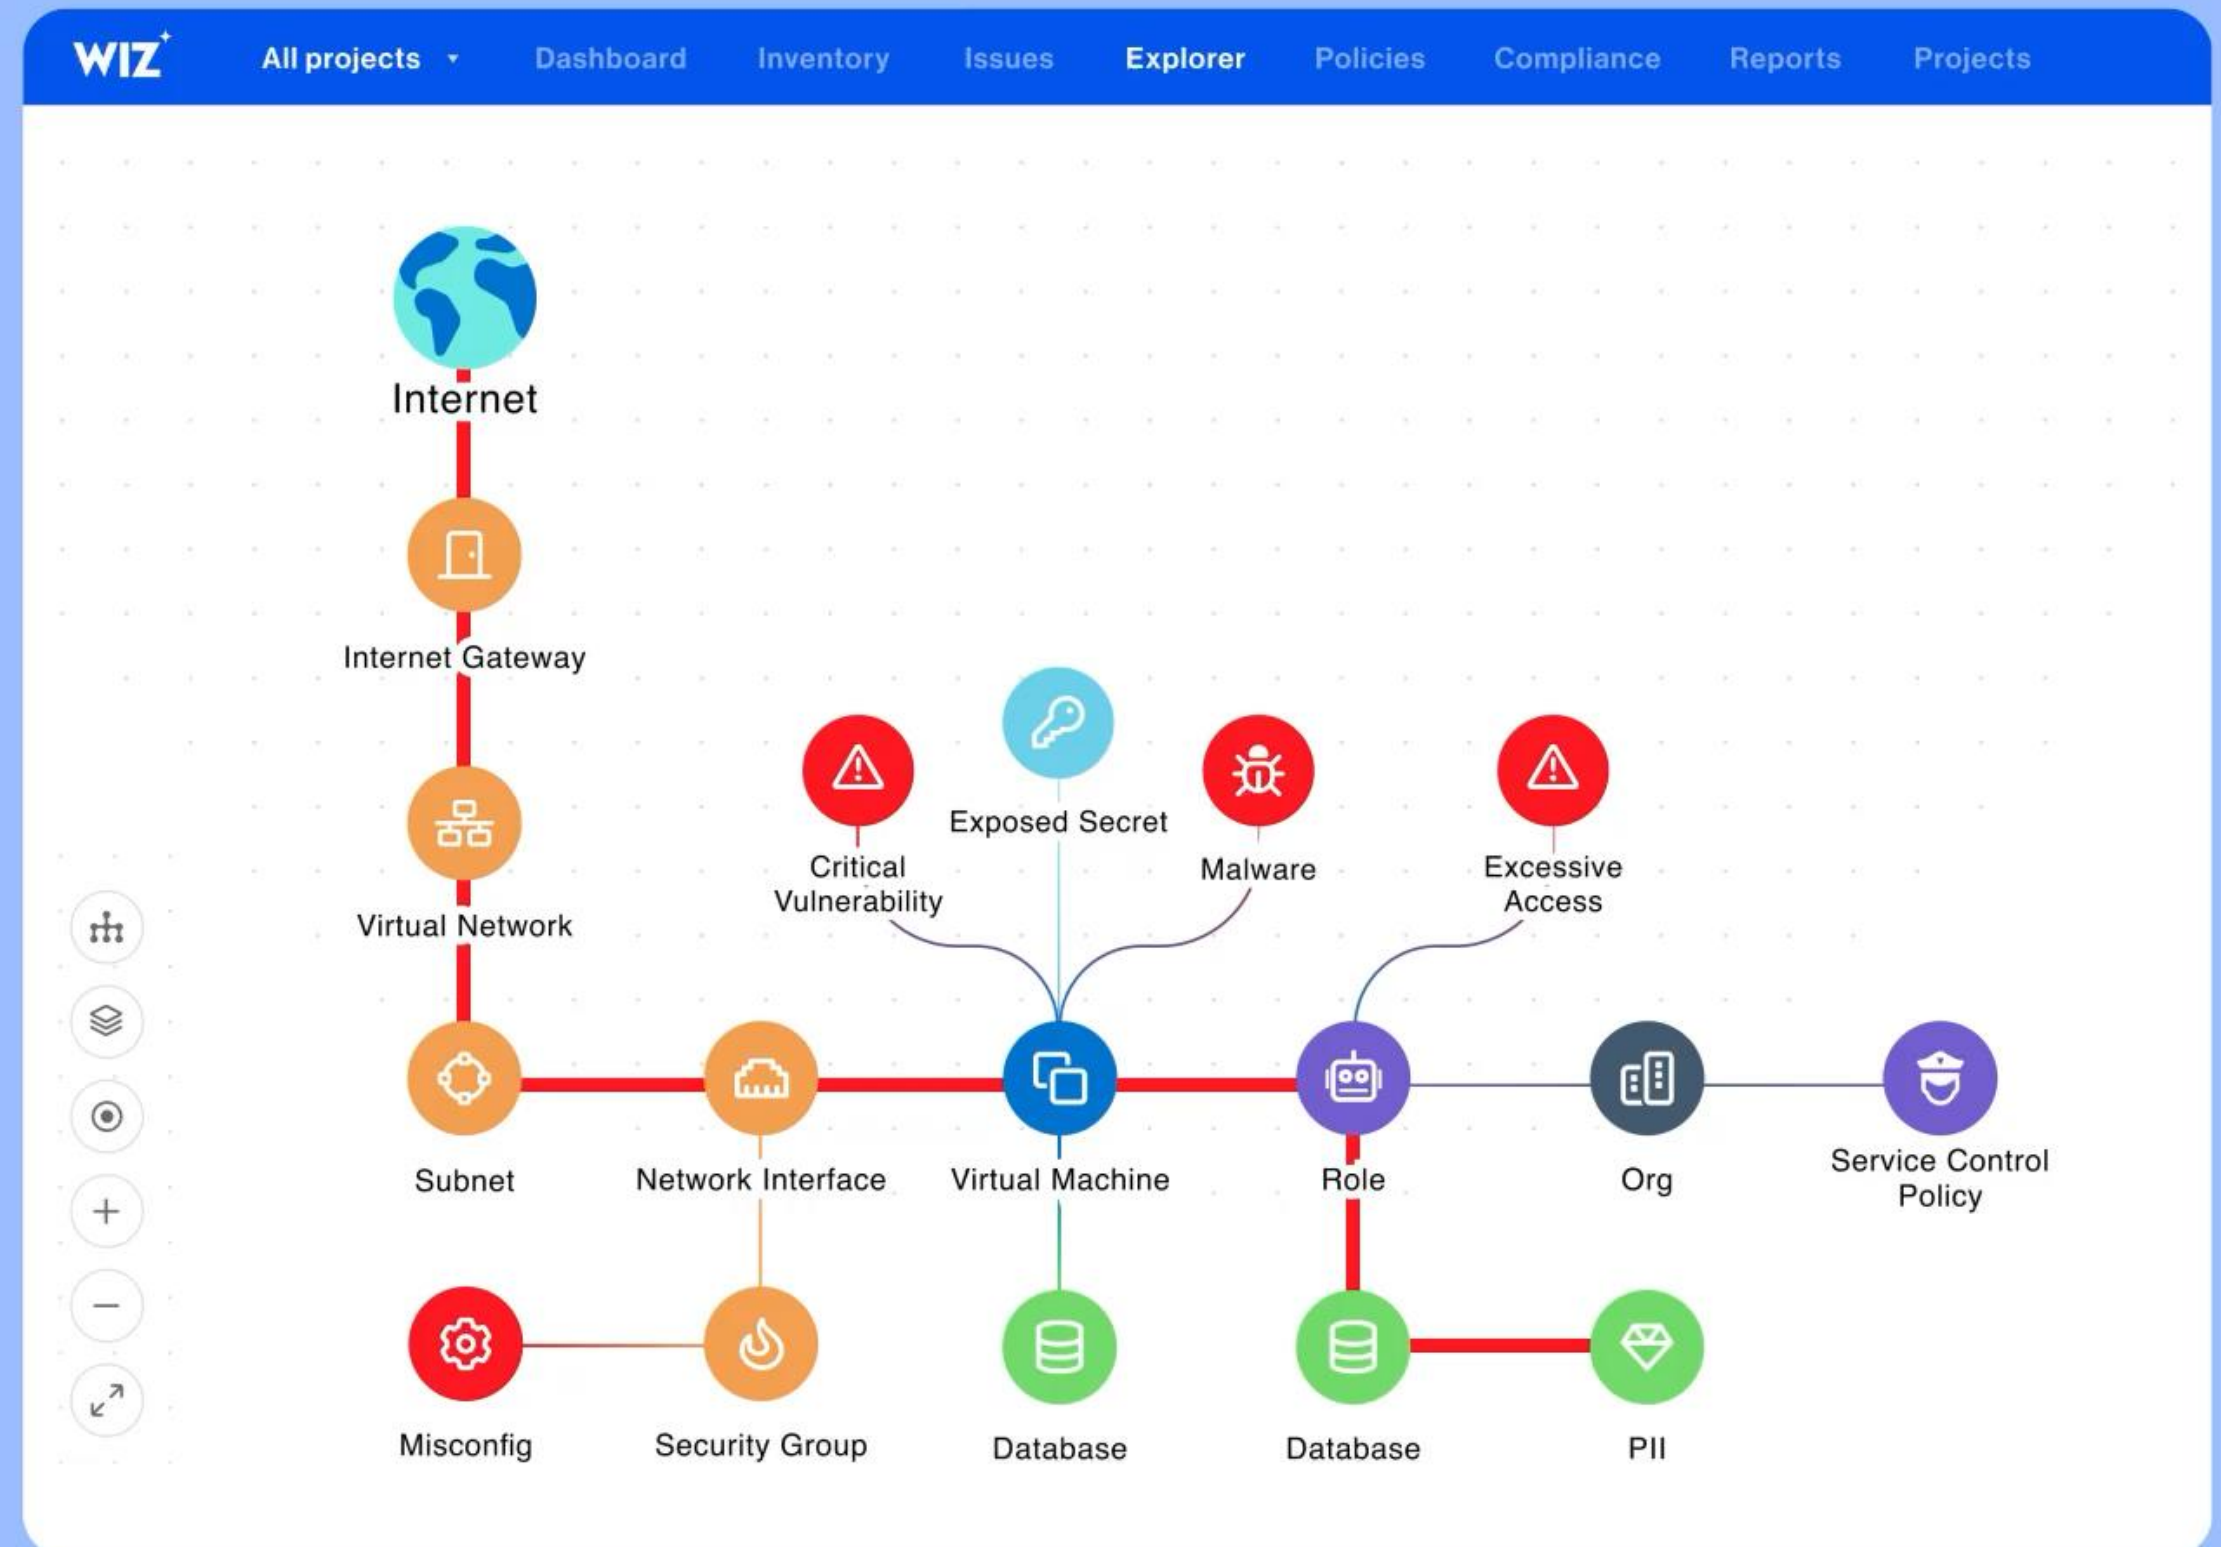 WIZ
All projects
Dashboard
Inventory
Issues
Explorer
Policies
Compliance
Reports
Projects
Internet
Internet Gateway
Virtual Network
Critical
Vulnerability
Exposed Secret
Malware
Excessive
Access
Subnet
Network Interface
Virtual Machine
Role
Org
Service Control
Policy
Misconfig
Security Group
Database
Database
PII